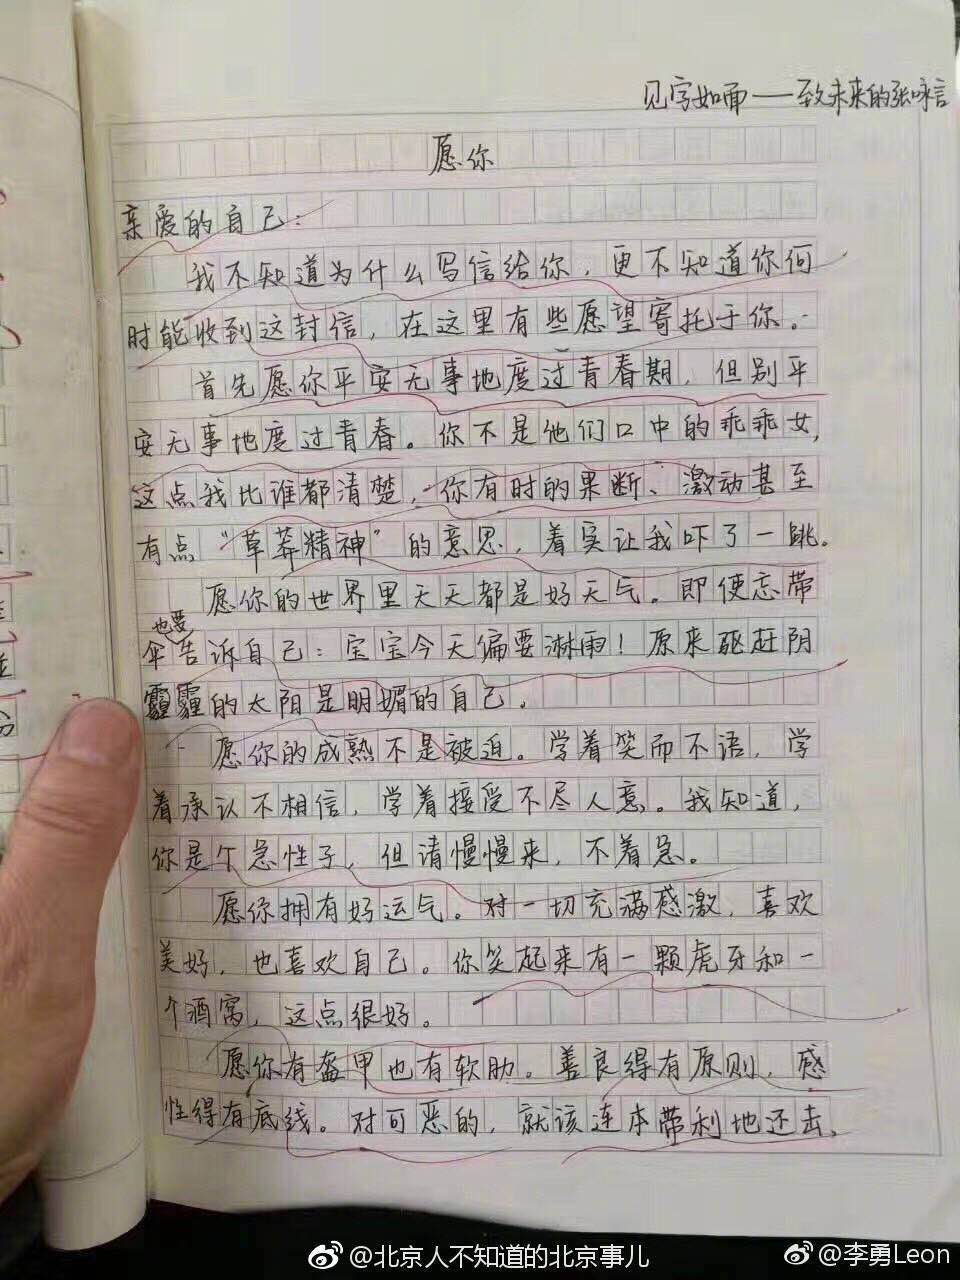 见字如面——致未来的张咏言
愿你
亲爱的自己：
我不知道为什么写信给你，更不知道你何
时能收到这封信，在这里有些愿望寄托于你。
首先愿你平安无事地度过青春期，但别平
安无事地度过青春。你不是他们口中的乖乖女，
这点我比谁都清楚，你有时的果断、激动甚至
有点“草莽精神”的意思，着实让我吓了一跳。
愿你的世界里天天都是好天气。即便忘带
伞也要告诉自己：宝宝今天偏要淋雨！原来驱赶阴
霾的太阳是明媚的自己。
愿你的成熟不是被迫。学着笑而不语，学
着承认不相信，学着接受不尽人意。我知道，
你是个急性子，但请慢慢来，不着急。
愿你拥有好运气。对一切充满感激，喜欢
美好，也喜欢自己。你笑起来有一颗虎牙和一
个酒窝，这点很好。
愿你有盔甲也有软肋。善良得有原则，感
性得有底线。对可恶的，就该连本带利地还去，
@北京人不知道的北京事儿
@李勇Leon